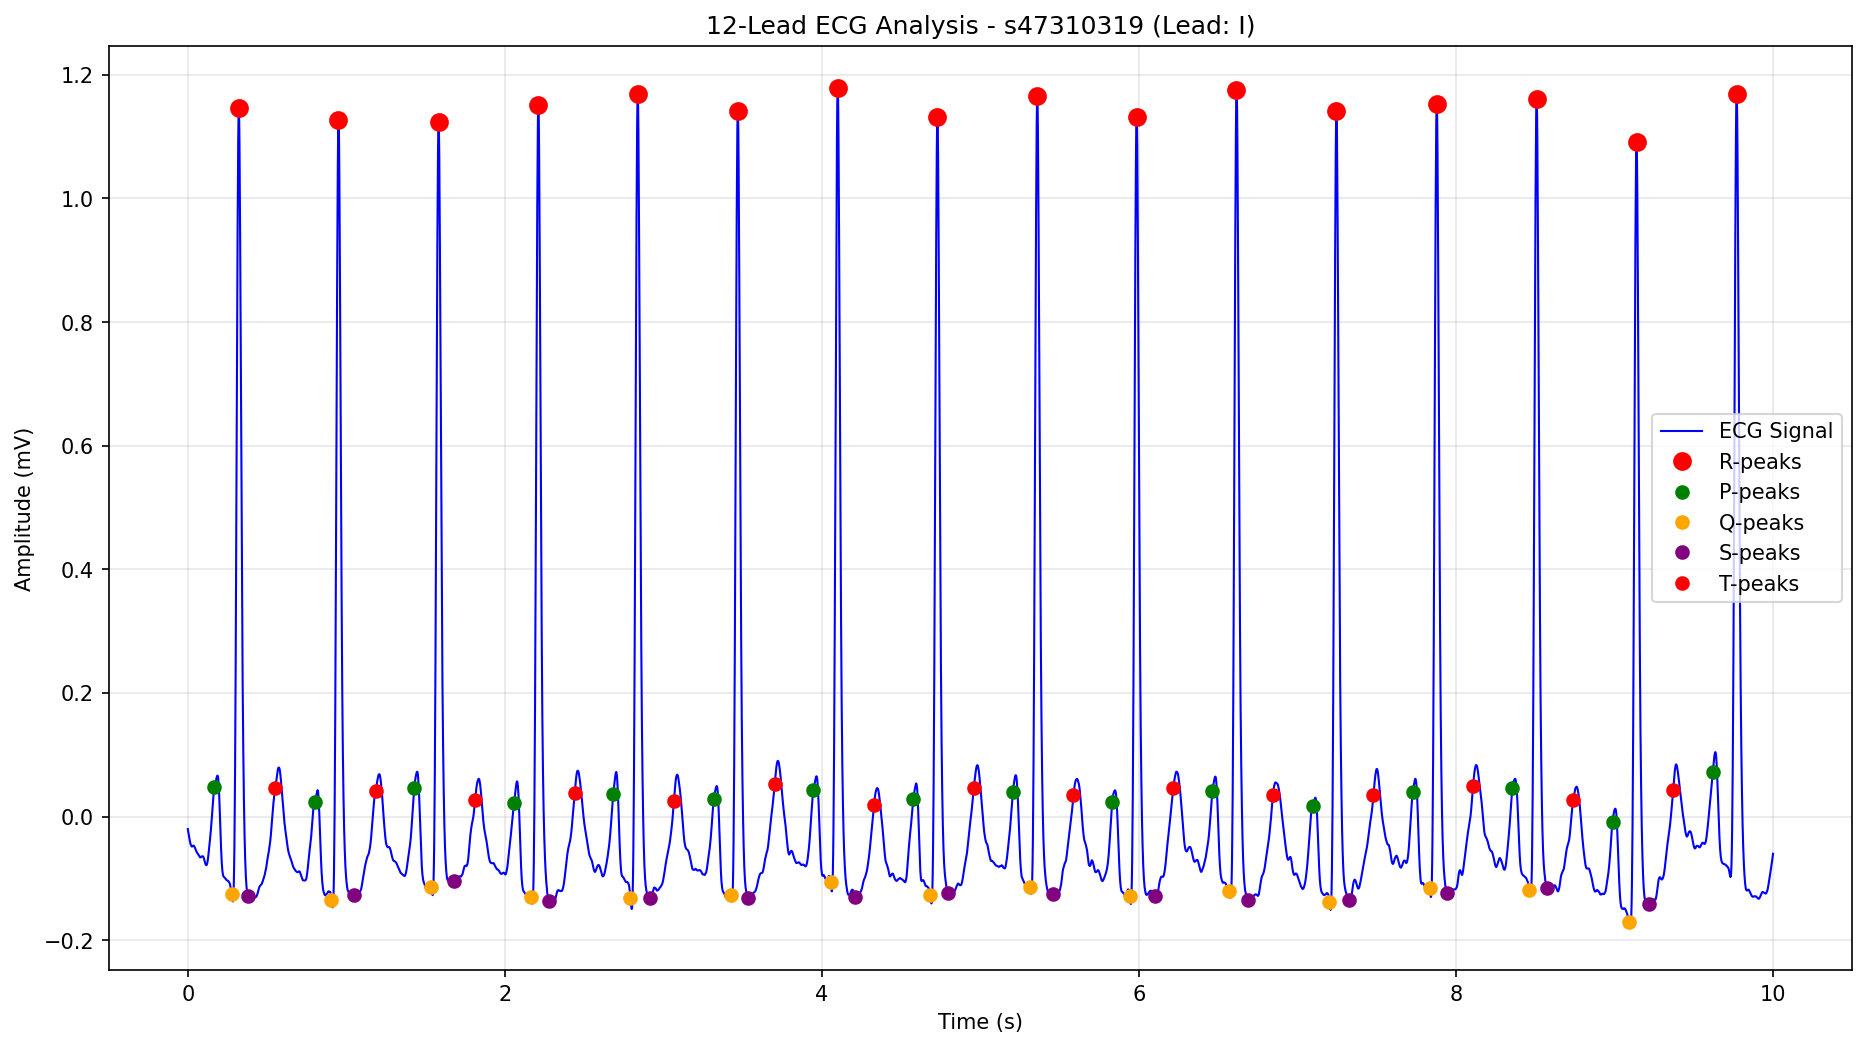 12-Lead ECG Analysis - s47310319 (Lead: I)
Amplitude (mV)
1.2
1.0
0.8
0.6
0.4
0.2
0.0
−0.2
ECG Signal
R-peaks
P-peaks
Q-peaks
S-peaks
T-peaks
0 2 4 6 8 10
Time (s)